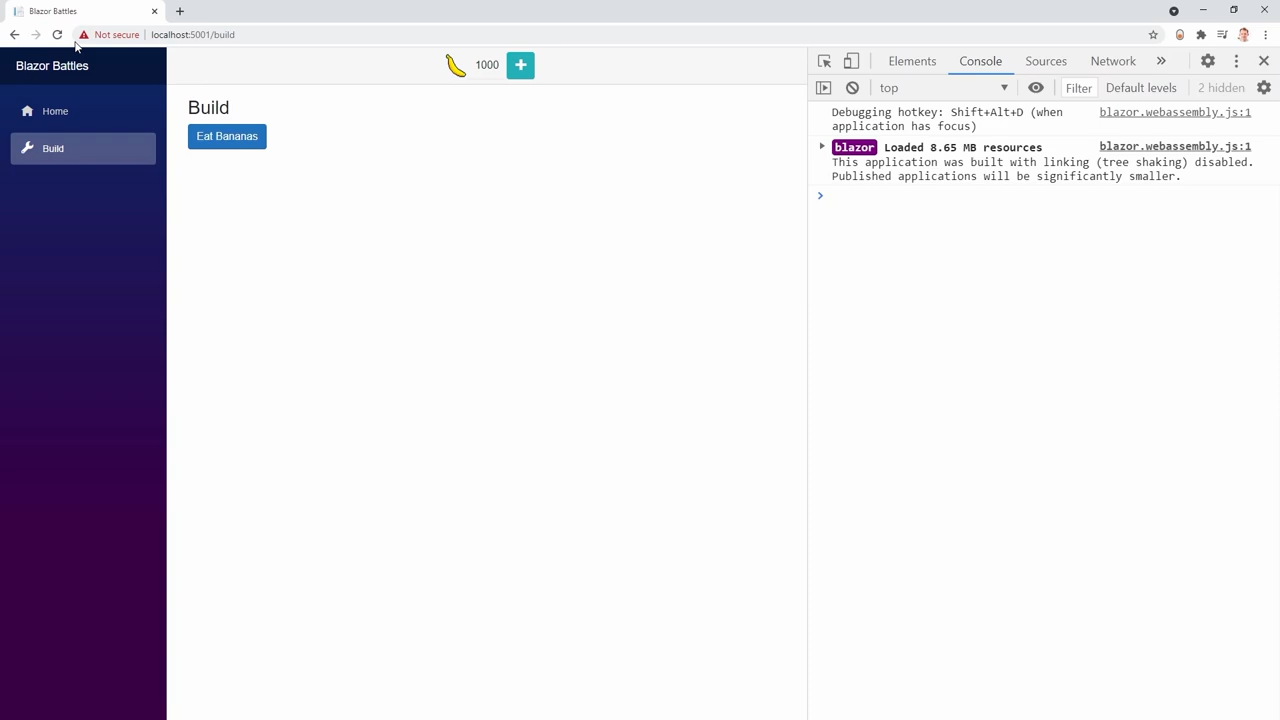 Blazor Battles
Not secure
localhost:5001/build
Blazor Battles
Home
Build
1000
Build
Eat Bananas
Elements
Console
Sources
Network
top
Filter
Default levels
2 hidden
Debugging hotkey: Shift+Alt+D (when
application has focus)
blazor.webassembly.js:1
blazor Loaded 8.65 MB resources
blazor.webassembly.js:1
This application was built with linking (tree shaking) disabled.
Published applications will be significantly smaller.